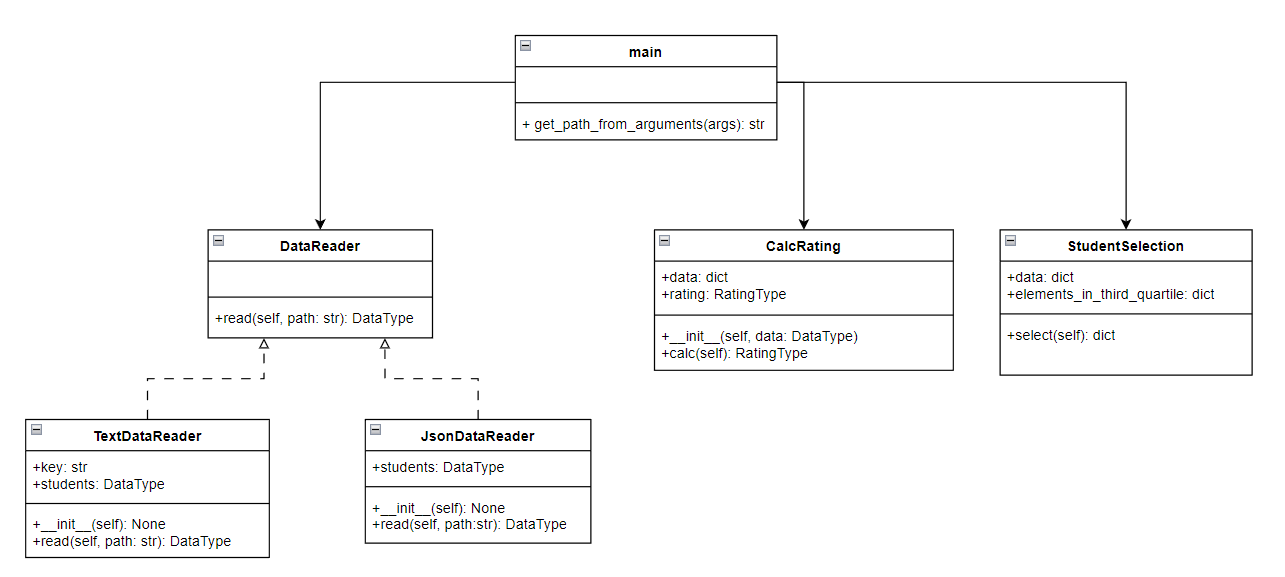 main
+ get_path_from_arguments(args): str
DataReader
+read(self, path: str): DataType
CalcRating
+data: dict
+rating: RatingType
+__init__(self, data: DataType)
+calc(self): RatingType
StudentSelection
+data: dict
+elements_in_third_quartile: dict
+select(self): dict
TextDataReader
+key: str
+students: DataType
+__init__(self): None
+read(self, path: str): DataType
JsonDataReader
+students: DataType
+__init__(self): None
+read(self, path:str): DataType